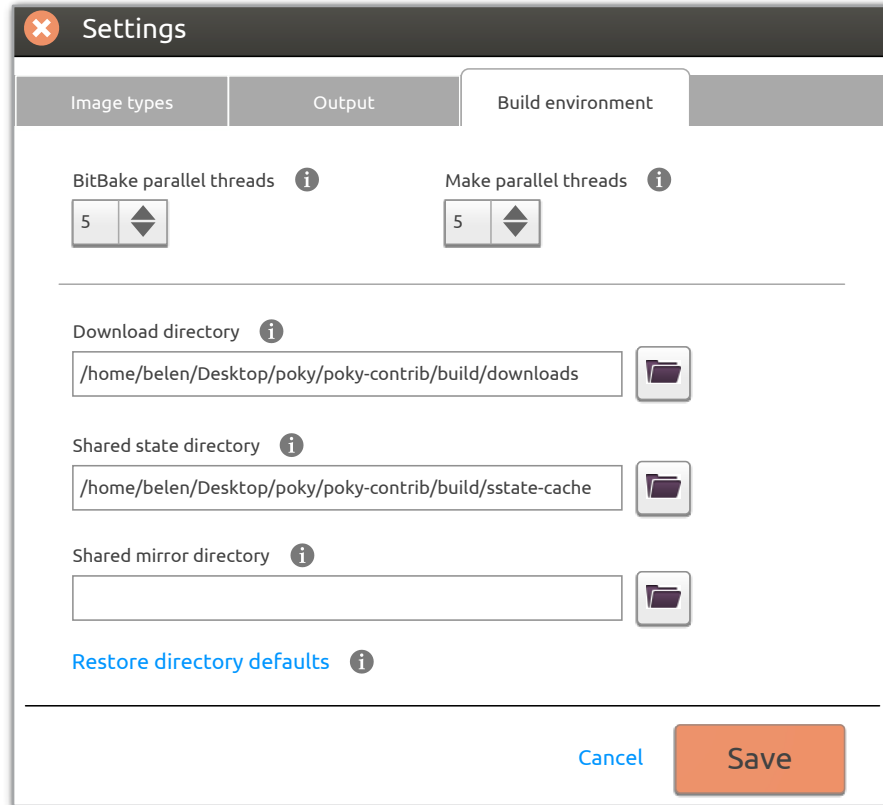 Settings
Image types Output Build environment
BitBake parallel threads Make parallel threads
5 5
Download directory
/home/belen/Desktop/poky/poky-contrib/build/downloads
Shared state directory
/home/belen/Desktop/poky/poky-contrib/build/sstate-cache
Shared mirror directory
Restore directory defaults
Cancel Save